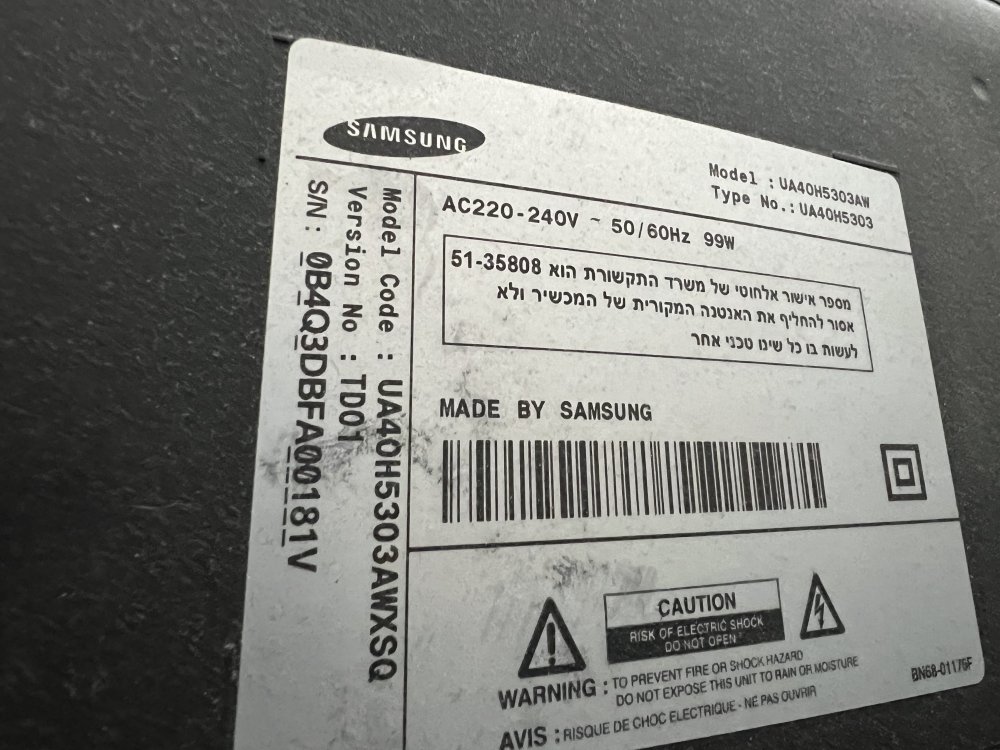 SAMSUNG
Model : UA40H5303AW
Type No.: UA40H5303
Model Code : UA40H5303AWXSQ
Version No : TD01
S/N: 0B4Q3DBFA00181V
AC220-240V ~ 50/60Hz 99W
מספר אישור אלחוטי של משרד התקשורת הוא 51-35808
אסור להחליף את האנטנה המקורית של המכשיר ולא
לעשות בו כל שינו טכני אחר
MADE BY SAMSUNG
CAUTION
RISK OF ELECTRIC SHOCK
DO NOT OPEN
WARNING : TO PREVENT FIRE OR SHOCK HAZARD
DO NOT EXPOSE THIS UNIT TO RAIN OR MOISTURE
AVIS : RISQUE DE CHOC ELECTRIQUE - NE PAS OUVRIR
BN68-01176F